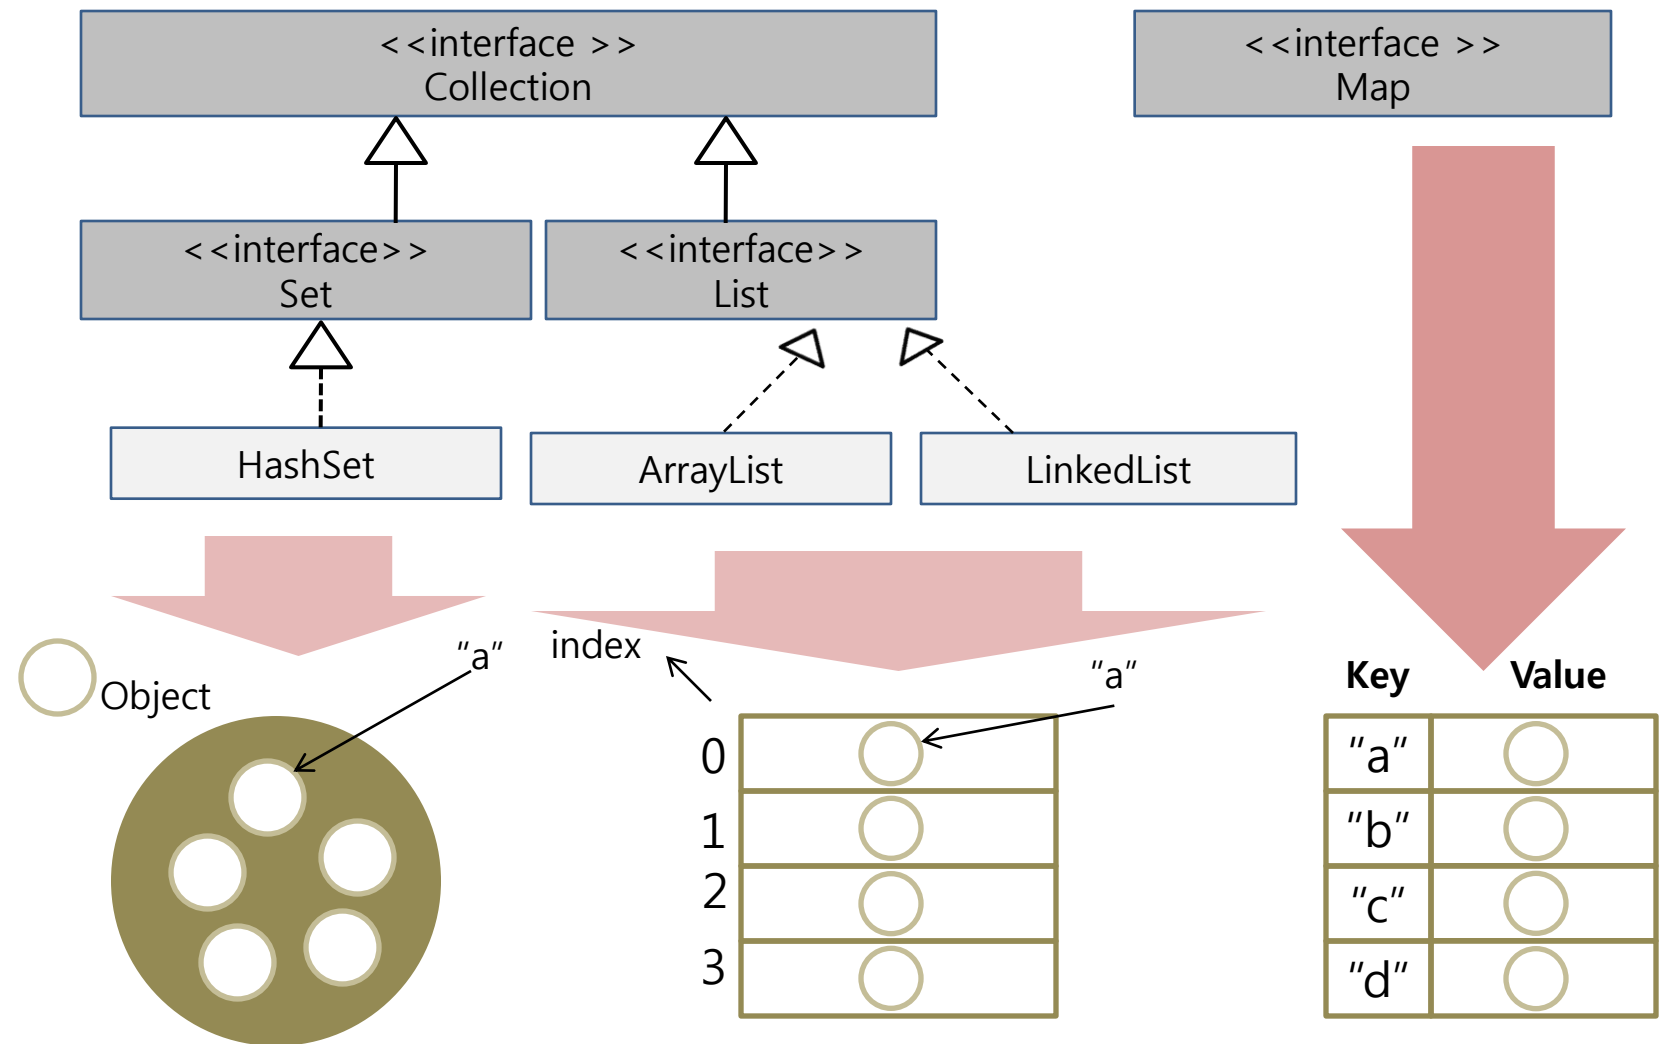 <<interface >>
Collection
<<interface >>
Map
<<interface>>
Set
<<interface>>
List
HashSet
ArrayList
LinkedList
Object
"a"
index
"a"
0
1
2
3
Key Value
"a"
"b"
"c"
"d"